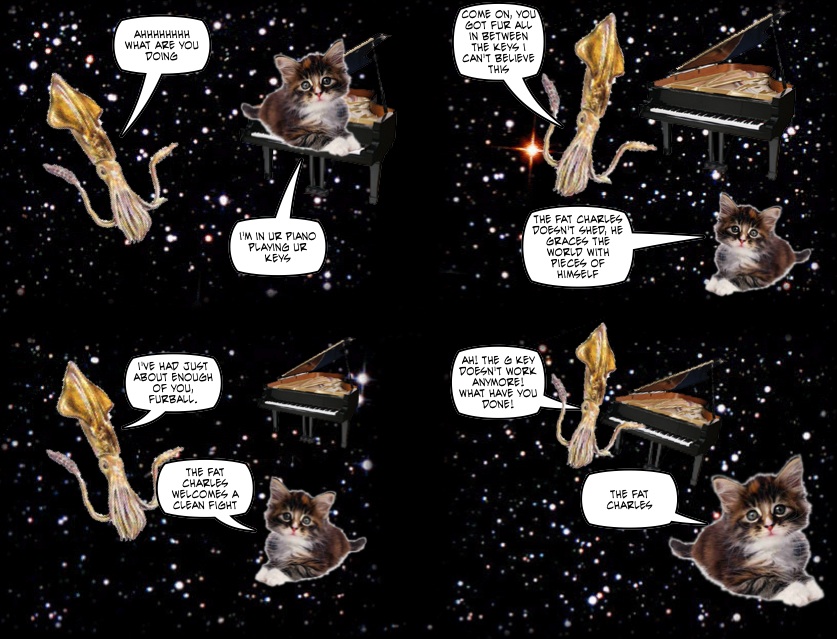 AHHHHHHH
WHAT ARE YOU
DOING
I'M IN UR PIANO
PLAYING UR
KEYS
COME ON, YOU
GOT FUR ALL
IN BETWEEN
THE KEYS I
CAN'T BELIEVE
THIS
THE FAT CHARLES
DOESN'T SHED, HE
GRACES THE
WORLD WITH
PIECES OF
HIMSELF
I'VE HAD JUST
ABOUT ENOUGH
OF YOU,
FURBALL.
THE FAT
CHARLES
WELCOMES A
CLEAN FIGHT
AH! THE G KEY
DOESN'T WORK
ANYMORE!
WHAT HAVE YOU
DONE!
THE FAT
CHARLES